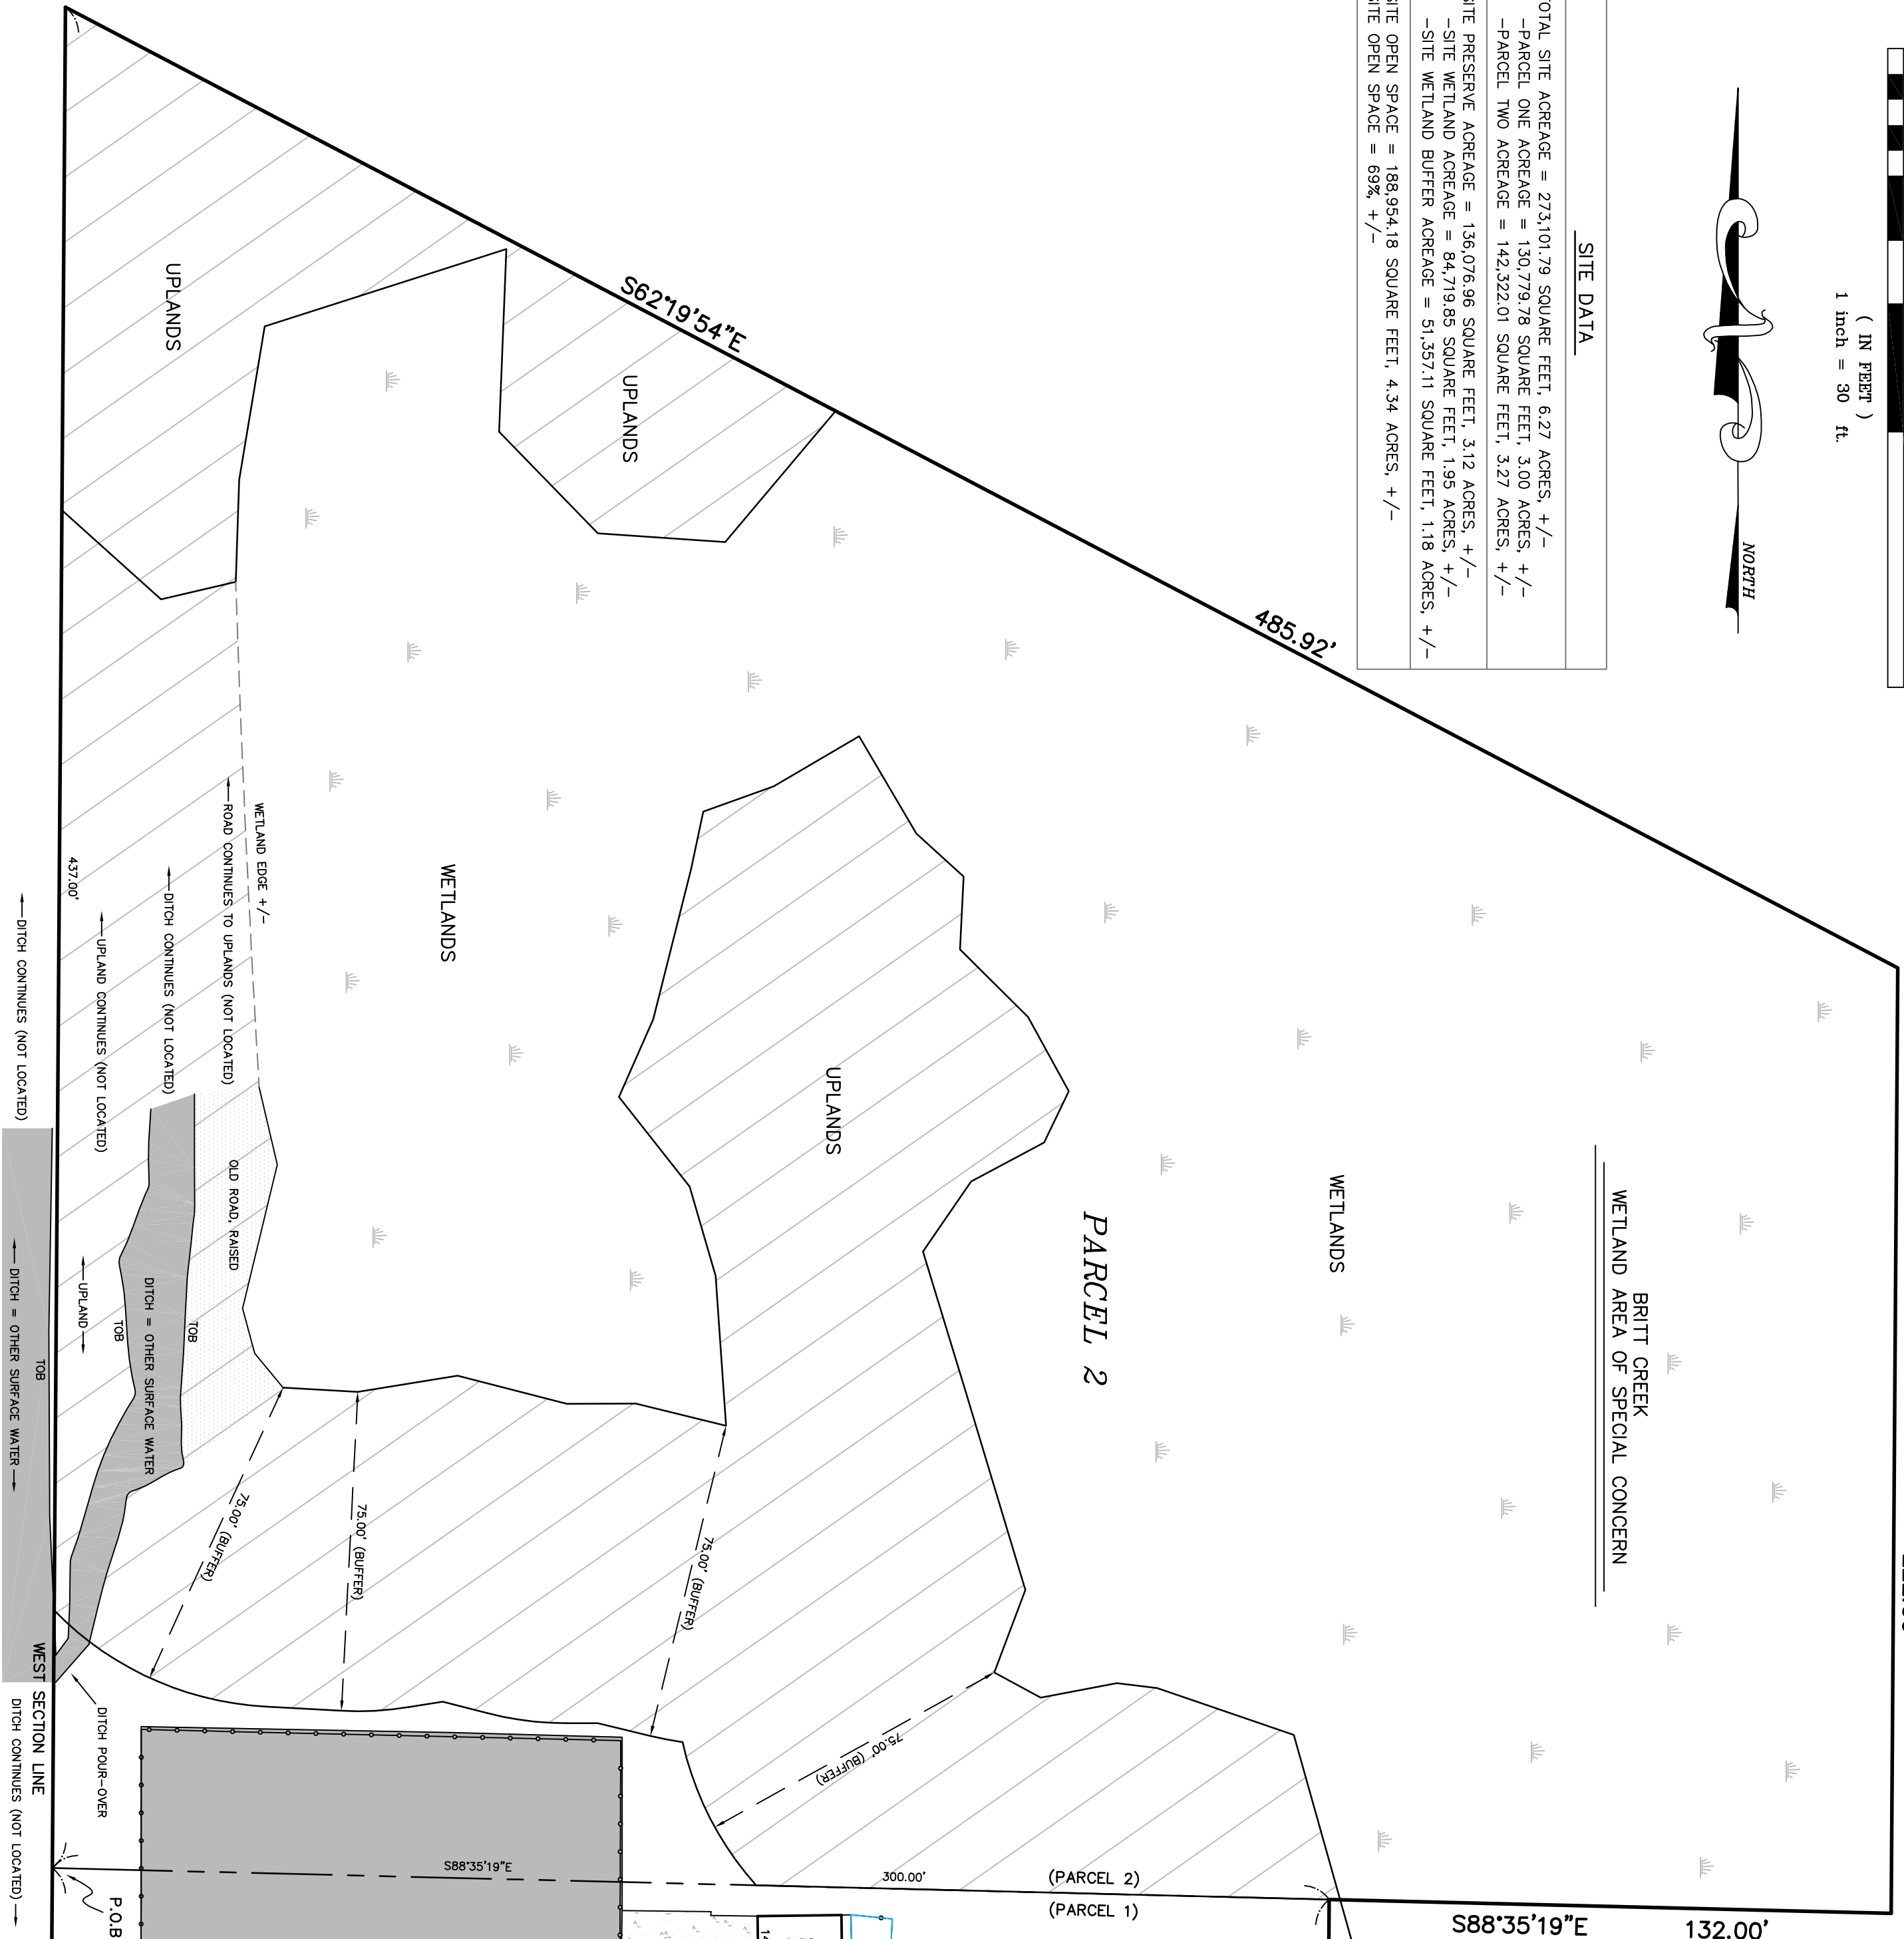 ( IN FEET )
1 inch = 30 ft.
NORTH
SITE DATA
TOTAL SITE ACREAGE = 273,101.79 SQUARE FEET, 6.27 ACRES, +/-
-PARCEL ONE ACREAGE = 130,779.78 SQUARE FEET, 3.00 ACRES, +/-
-PARCEL TWO ACREAGE = 142,322.01 SQUARE FEET, 3.27 ACRES, +/-
SITE PRESERVE ACREAGE = 136,076.96 SQUARE FEET, 3.12 ACRES, +/-
-SITE WETLAND ACREAGE = 84,719.85 SQUARE FEET, 1.95 ACRES, +/-
-SITE WETLAND BUFFER ACREAGE = 51,357.11 SQUARE FEET, 1.18 ACRES, +/-
SITE OPEN SPACE = 188,954.18 SQUARE FEET, 4.34 ACRES, +/-
SITE OPEN SPACE = 69%, +/-
S62°19'54"E
485.92'
UPLANDS
UPLANDS
BRITT CREEK
WETLAND AREA OF SPECIAL CONCERN
WETLANDS
PARCEL 2
UPLANDS
WETLANDS
WETLAND EDGE +/-
ROAD CONTINUES TO UPLANDS (NOT LOCATED)
DITCH CONTINUES (NOT LOCATED)
UPLAND CONTINUES (NOT LOCATED)
437.00'
DITCH CONTINUES (NOT LOCATED)
OLD ROAD, RAISED
TOB
DITCH = OTHER SURFACE WATER
TOB
UPLAND
TOB
DITCH = OTHER SURFACE WATER
75.00' (BUFFER)
75.00' (BUFFER)
75.00' (BUFFER)
75.00' (BUFFER)
WEST SECTION LINE
DITCH CONTINUES (NOT LOCATED)
DITCH POUR-OVER
P.O.B
S88°35'19"E
300.00'
(PARCEL 2)
(PARCEL 1)
S88°35'19"E
132.00'